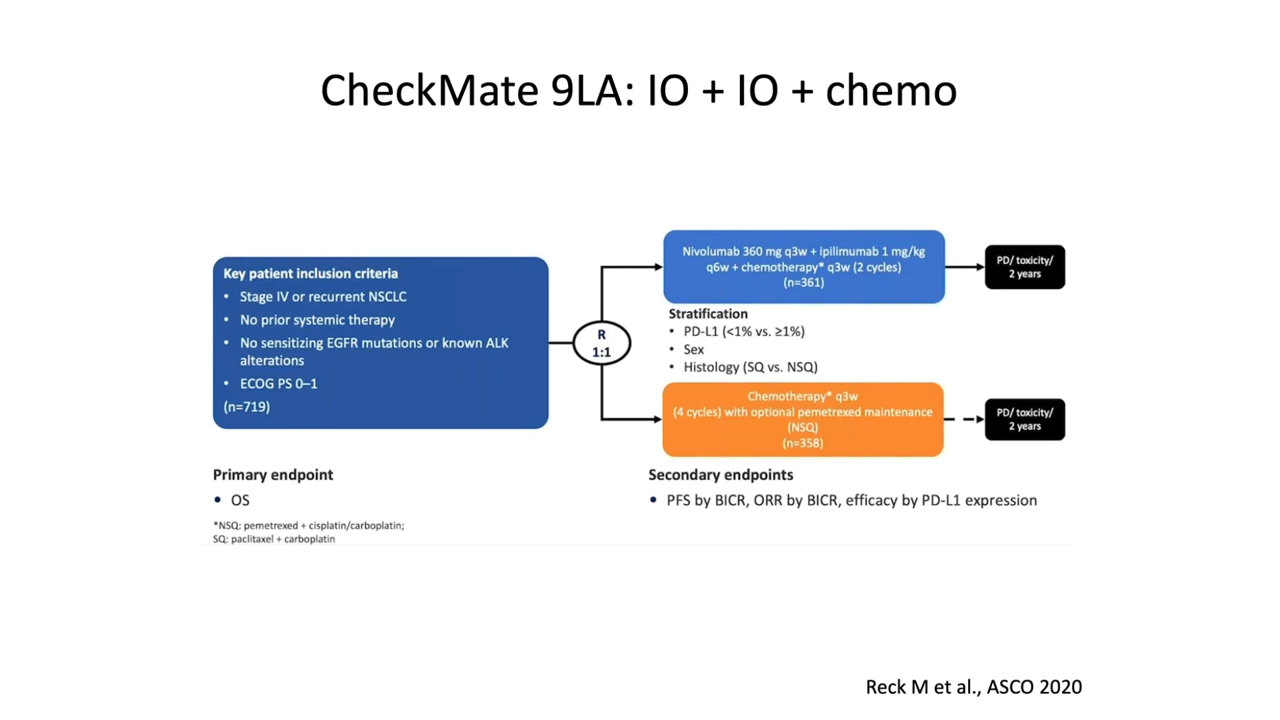 CheckMate 9LA: IO + IO + chemo
Key patient inclusion criteria
• Stage IV or recurrent NSCLC
• No prior systemic therapy
• No sensitizing EGFR mutations or known ALK
alterations
• ECOG PS 0–1
(n=719)
R
1:1
Nivolumab 360 mg q3w + ipilimumab 1 mg/kg
q6w + chemotherapy* q3w (2 cycles)
(n=361)
PD/ toxicity/
2 years
Stratification
• PD-L1 (<1% vs. ≥1%)
• Sex
• Histology (SQ vs. NSQ)
Chemotherapy* q3w
(4 cycles) with optional pemetrexed maintenance
(NSQ)
(n=358)
PD/ toxicity/
2 years
Primary endpoint
• OS
*NSQ: pemetrexed + cisplatin/carboplatin;
SQ: paclitaxel + carboplatin
Secondary endpoints
• PFS by BICR, ORR by BICR, efficacy by PD-L1 expression
Reck M et al., ASCO 2020